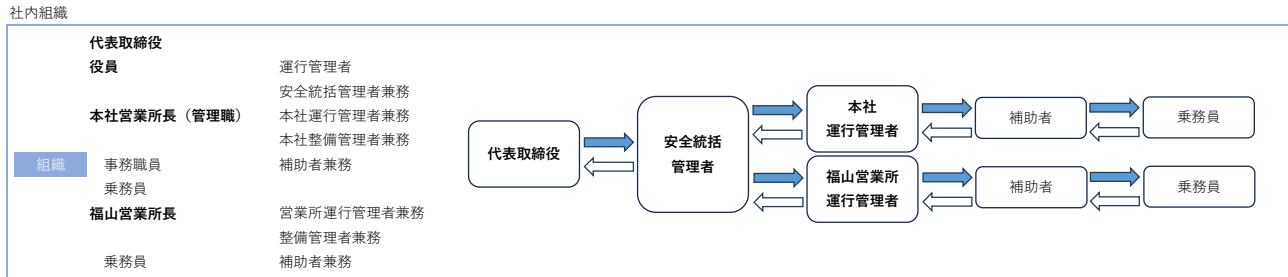 社内組織
代表取締役
役員 運行管理者
安全統括管理者兼務
本社営業所長（管理職） 本社運行管理者兼務
本社整備管理者兼務
組織 事務職員 補助者兼務
乗務員
福山営業所長 営業所運行管理者兼務
整備管理者兼務
乗務員 補助者兼務
代表取締役
安全統括
管理者
本社
運行管理者
補助者
乗務員
福山営業所
運行管理者
補助者
乗務員